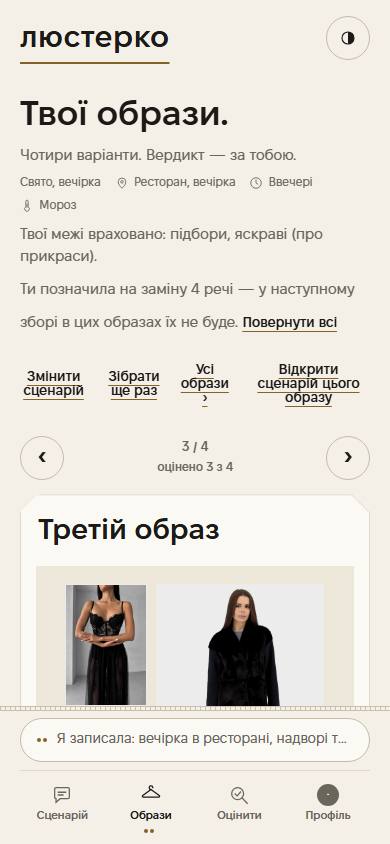 люстерко
Твої образи.
Чотири варіанти. Вердикт — за тобою.
Свято, вечірка Ресторан, вечірка Ввечері
Мороз
Твої межі враховано: підбори, яскраві (про
прикраси).
Ти позначила на заміну 4 речі — у наступному
зборі в цих образах їх не буде. Повернути всі
Змінити
сценарій
Зібрати
ще раз
Усі
образи
›
Відкрити
сценарій цього
образу
‹
3 / 4
оцінено 3 з 4
›
Третій образ
Я записала: вечірка в ресторані, надворі т...
Сценарій
Образи
Оцінити
Профіль